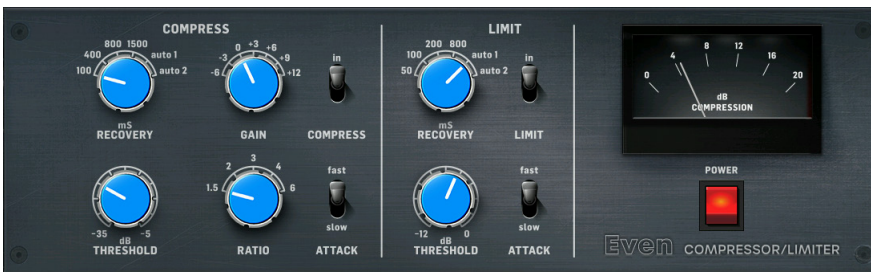 COMPRESS
400 800 1500
100 auto 1
auto 2
mS
RECOVERY
-6 -3 0 +3 +6 +9 +12
GAIN
in
COMPRESS
-35 -5
dB
THRESHOLD
1.5 2 3 4 6
RATIO
fast
slow
ATTACK
LIMIT
50 100 200 800 auto 1
auto 2
mS
RECOVERY
in
LIMIT
-12 0
dB
THRESHOLD
fast
slow
ATTACK
0 4 8 12 16 20
dB
COMPRESSION
POWER
Even COMPRESSOR/LIMITER